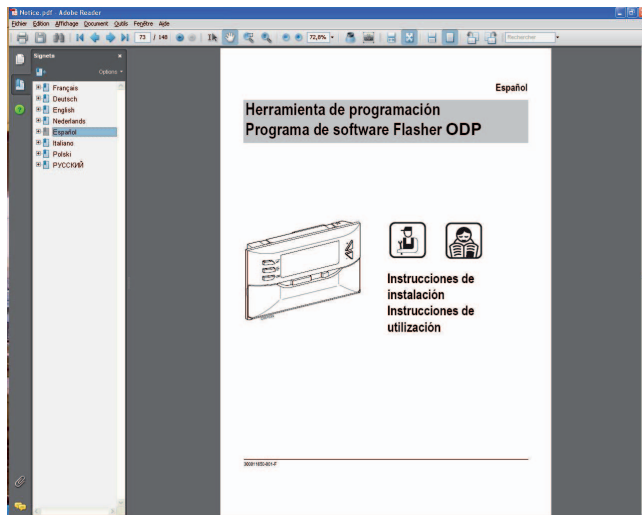 Notice.pdf - Adobe Reader
Fichier Edition Affichage Document Outils Fenêtre Aide
73 / 148 72,8% Rechercher
Signets
Options
Français
Deutsch
English
Nederlands
Español
Italiano
Polski
РУССКИЙ
Español
Herramienta de programación
Programa de software Flasher ODP
Instrucciones de
instalación
Instrucciones de
utilización